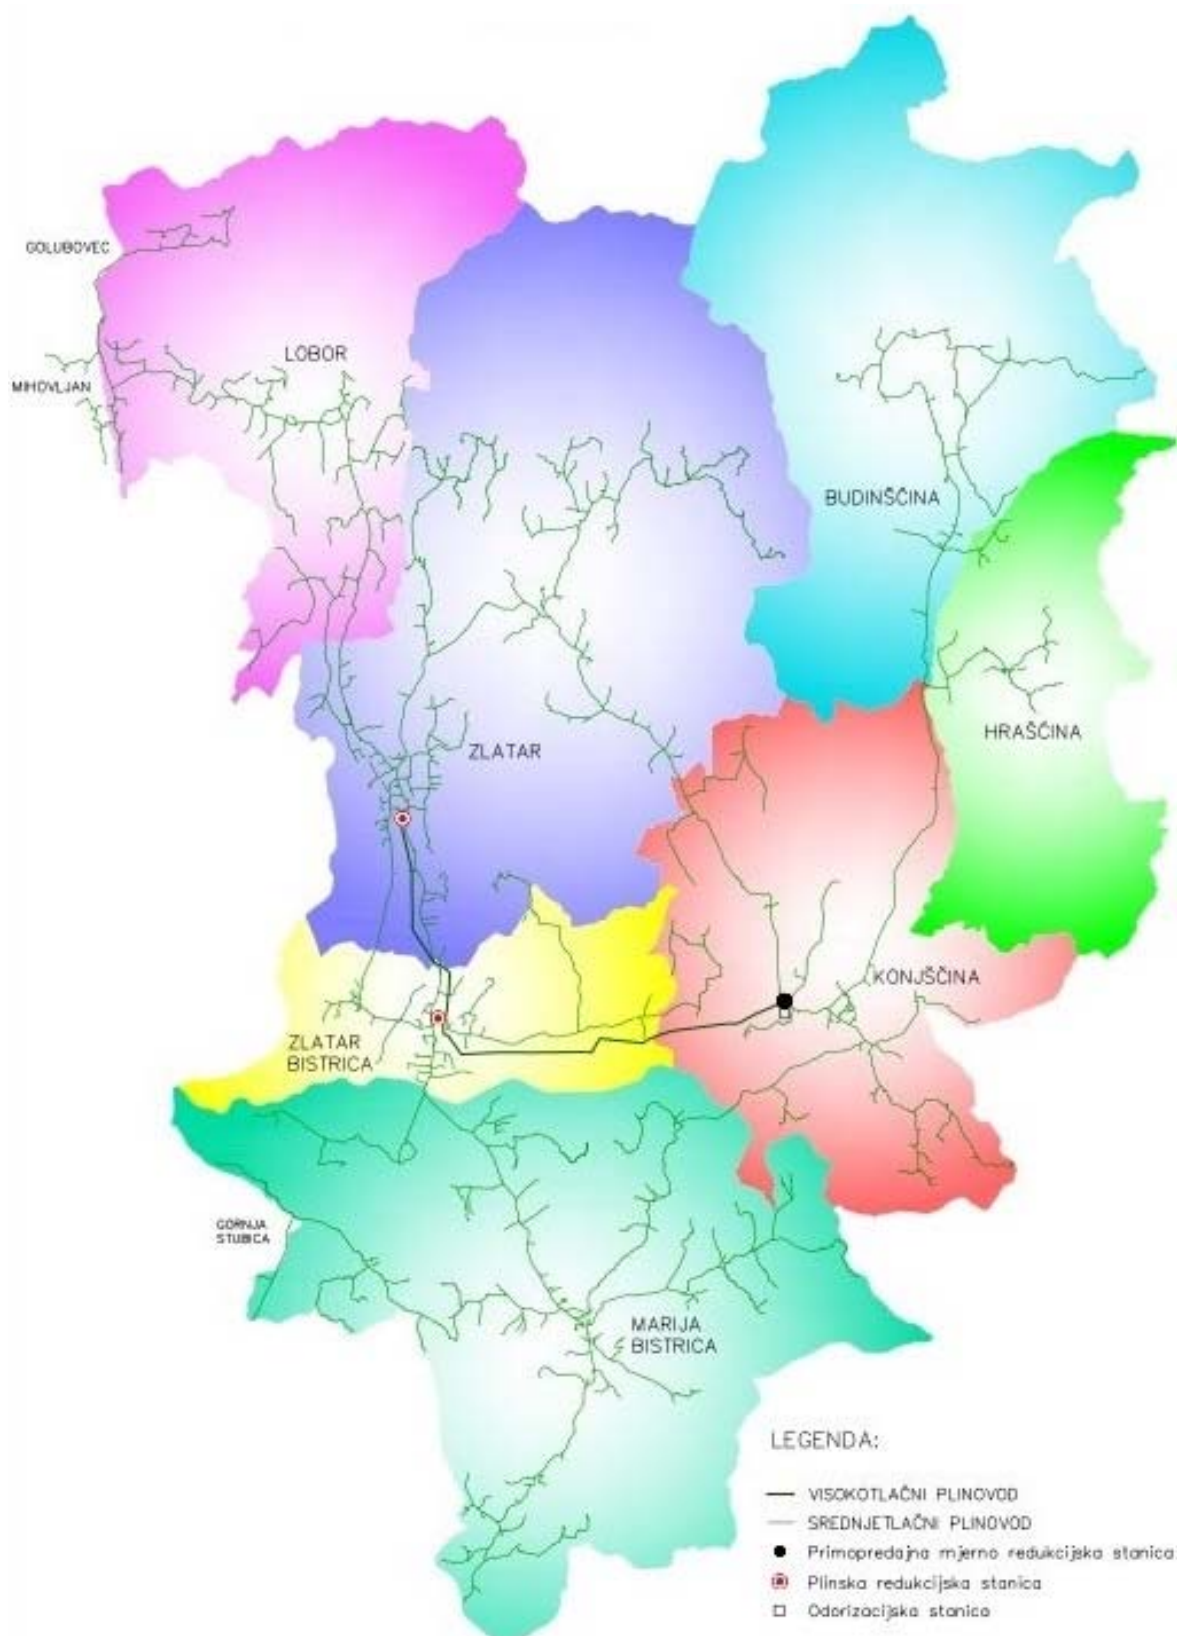 GOLUBOVEC
LOBOR
MIHOVLJAN
BUDINŠČINA
HRAŠČINA
ZLATAR
KONJŠČINA
ZLATAR
BISTRICA
GORNJA
STUBICA
MARIJA
BISTRICA
LEGENDA:
VISOKOTLAČNI PLINOVOD
SREDNJETLAČNI PLINOVOD
Primopredajna mjerno redukcijska stanica
Plinska redukcijska stanica
Odorizacijska stanica